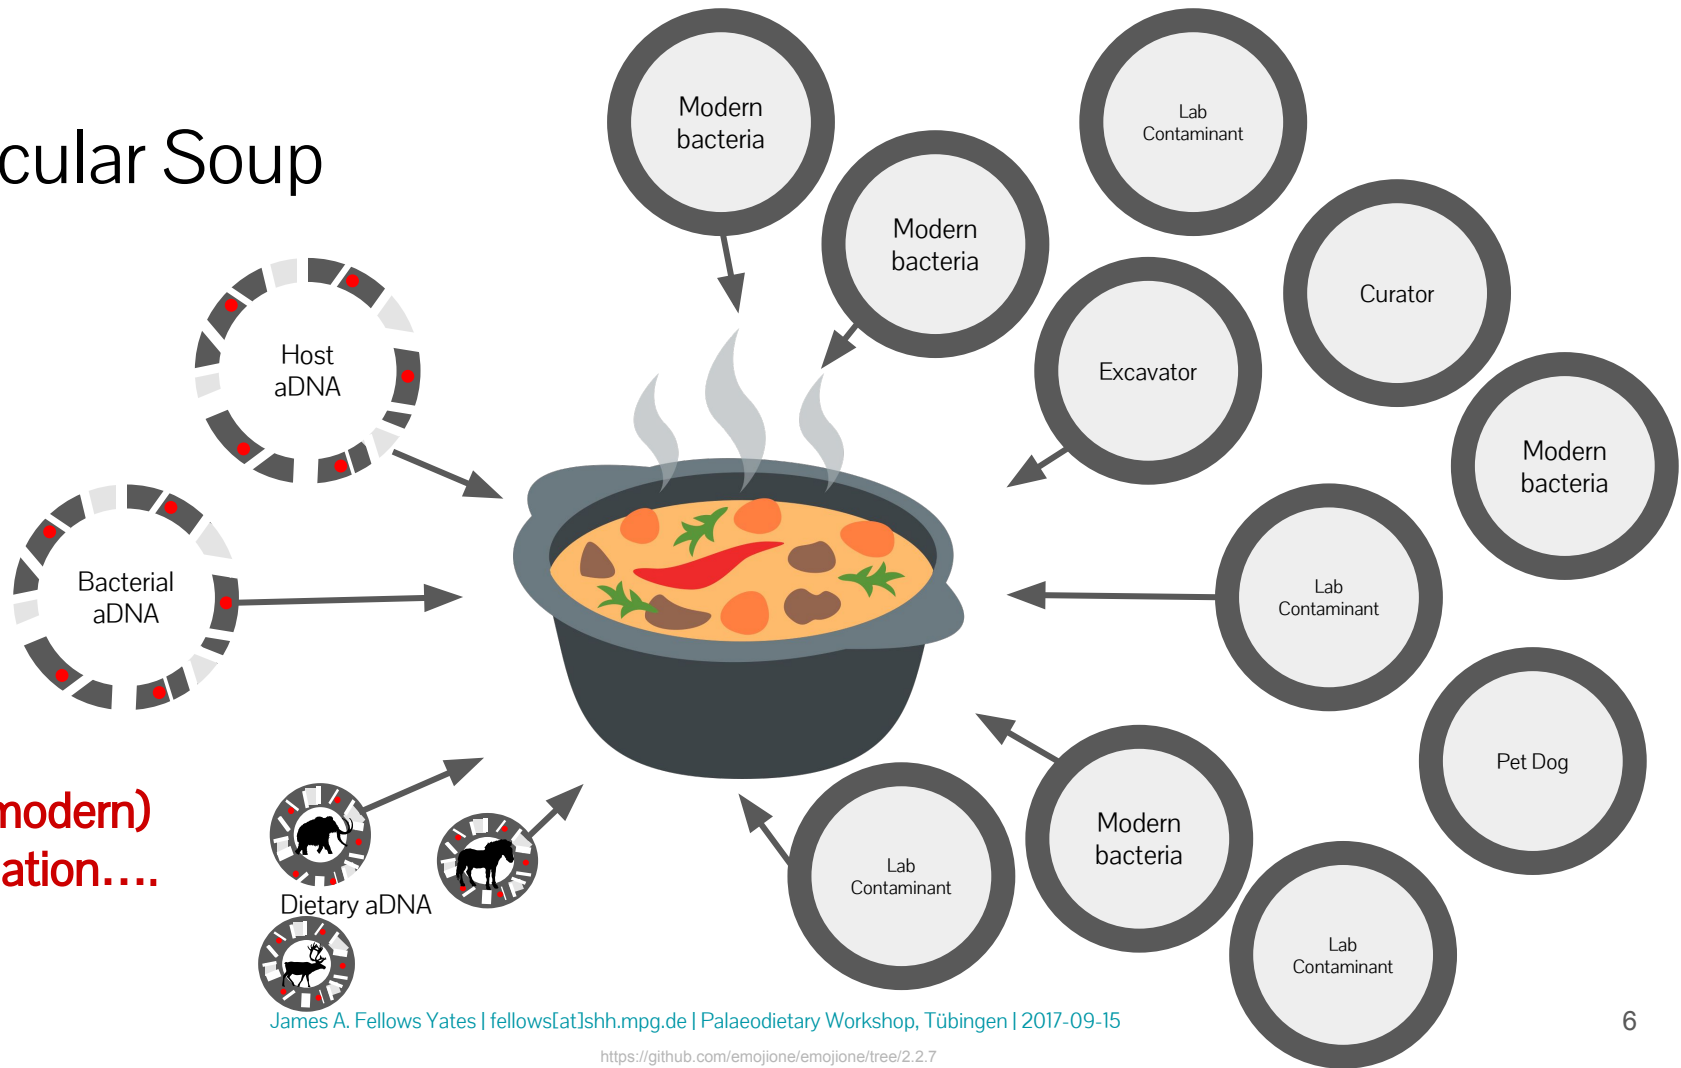 cular Soup
Modern
bacteria
Modern
bacteria
Lab
Contaminant
Curator
Excavator
Modern
bacteria
Host
aDNA
Bacterial
aDNA
Lab
Contaminant
Pet Dog
modern)
ation....
Dietary aDNA
Lab
Contaminant
Modern
bacteria
Lab
Contaminant
James A. Fellows Yates | fellows[at]shh.mpg.de | Palaeodietary Workshop, Tübingen | 2017-09-15
6
https://github.com/emojione/emojione/tree/2.2.7